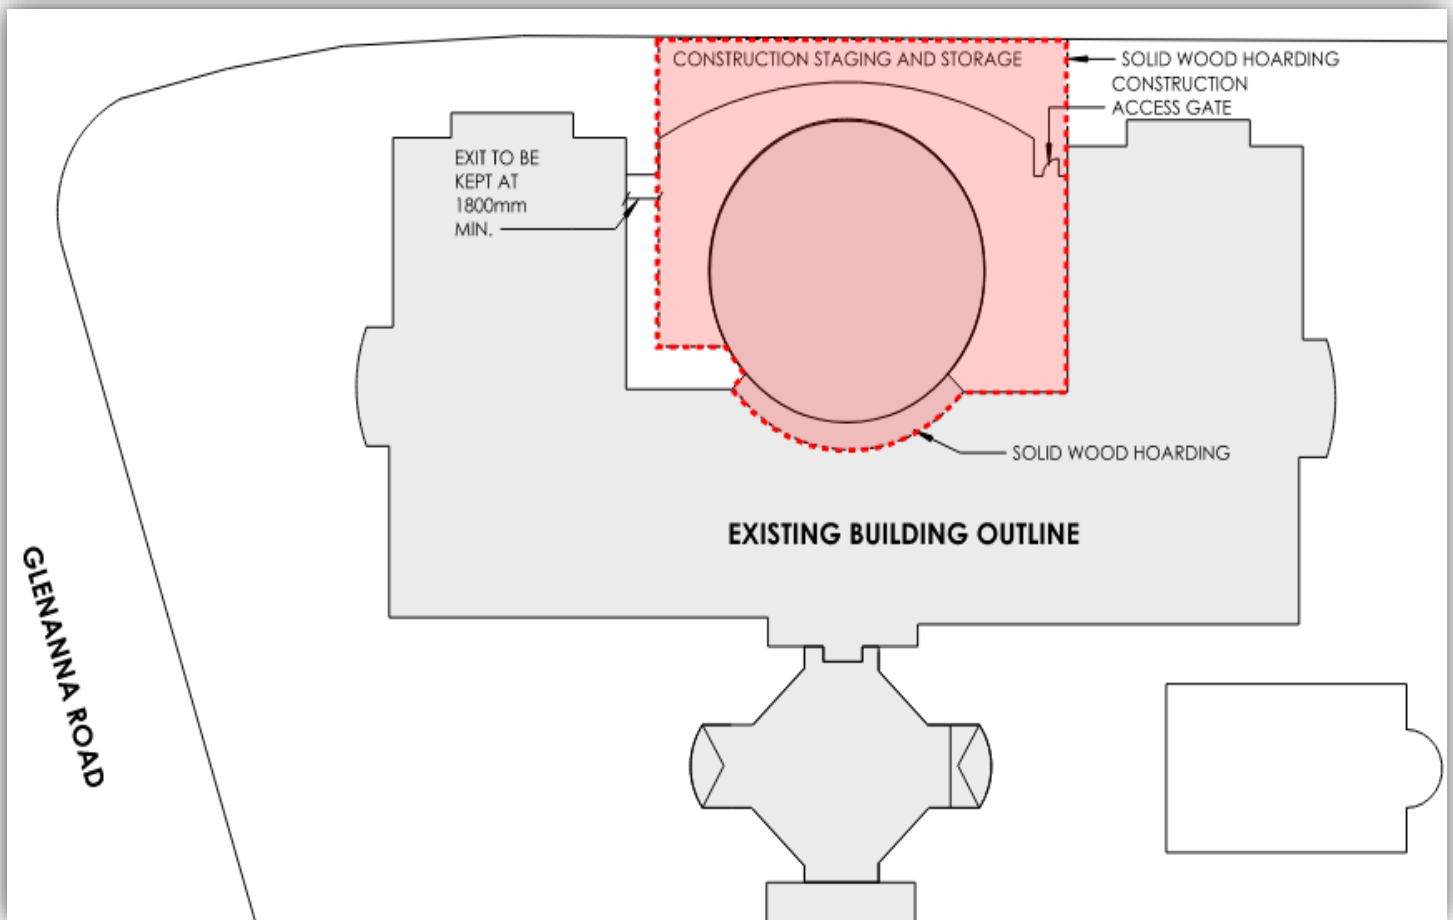 CONSTRUCTION STAGING AND STORAGE
SOLID WOOD HOARDING
CONSTRUCTION
ACCESS GATE
EXIT TO BE
KEPT AT
1800mm
MIN.
SOLID WOOD HOARDING
EXISTING BUILDING OUTLINE
GLENANNA ROAD